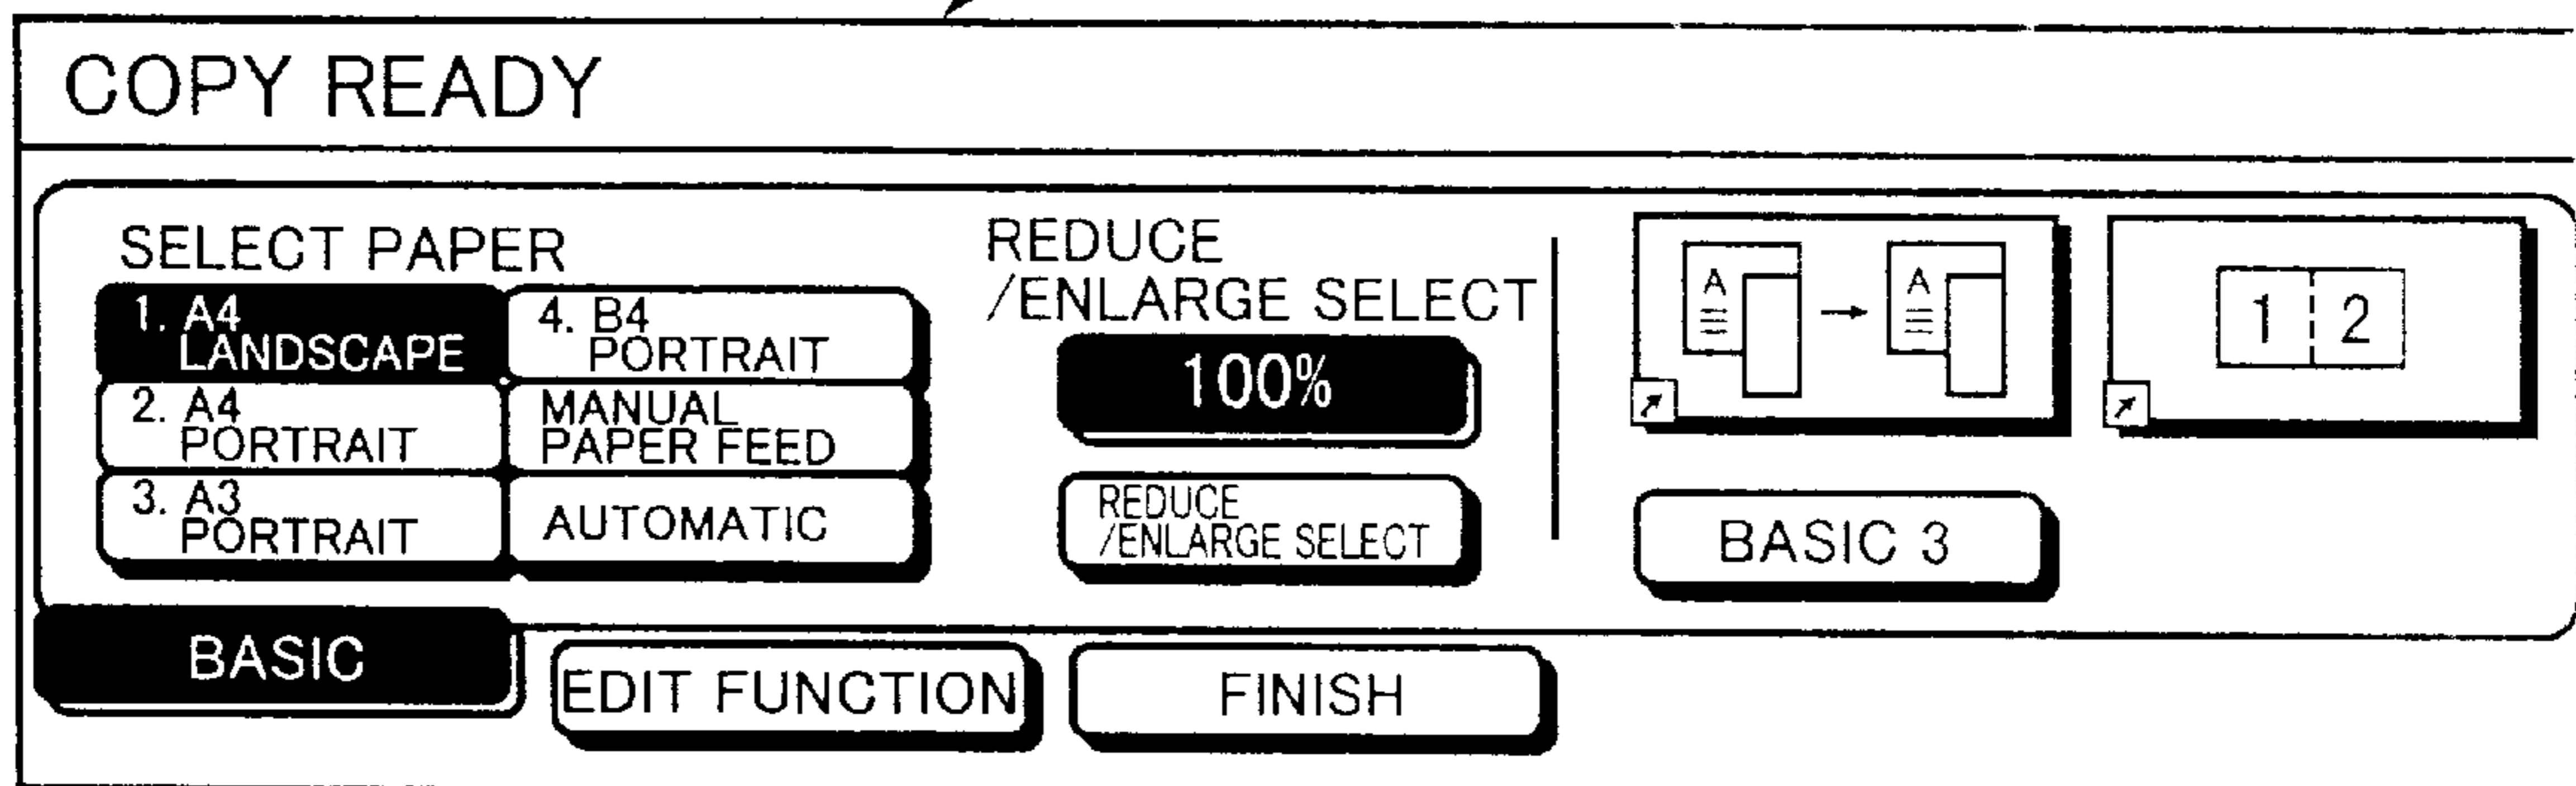 COPY READY
SELECT PAPER
1. A4
LANDSCAPE
2. A4
PORTRAIT
3. A3
PORTRAIT
4. B4
PORTRAIT
MANUAL
PAPER FEED
AUTOMATIC
REDUCE
/ENLARGE SELECT
100%
REDUCE
/ENLARGE SELECT
A
A
1 2
BASIC 3
BASIC
EDIT FUNCTION
FINISH